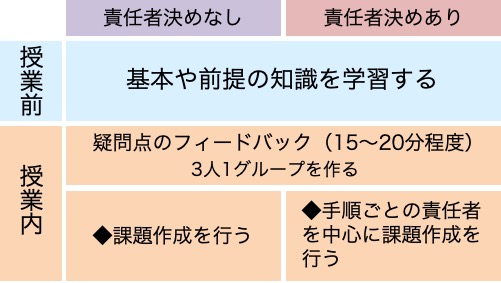 責任者決めなし
責任者決めあり
授業前
基本や前提の知識を学習する
授業内
疑問点のフィードバック（15〜20分程度）
3人1グループを作る
◆課題作成を行う
◆手順ごとの責任者
を中心に課題作成を
行う